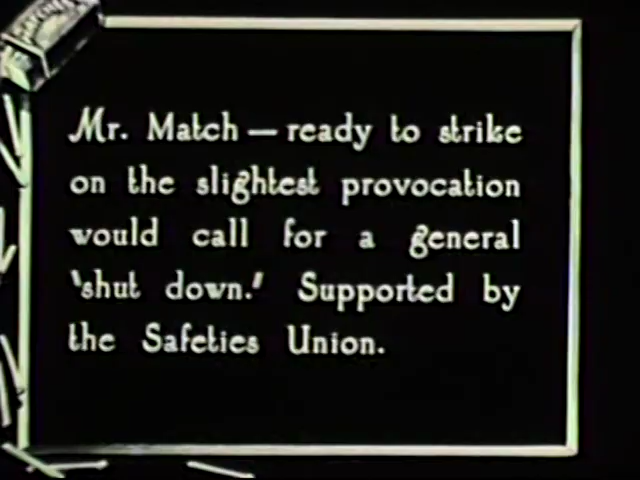 Mr. Match — ready to strike
on the slightest provocation
would call for a general
'shut down.' Supported by
the Safeties Union.